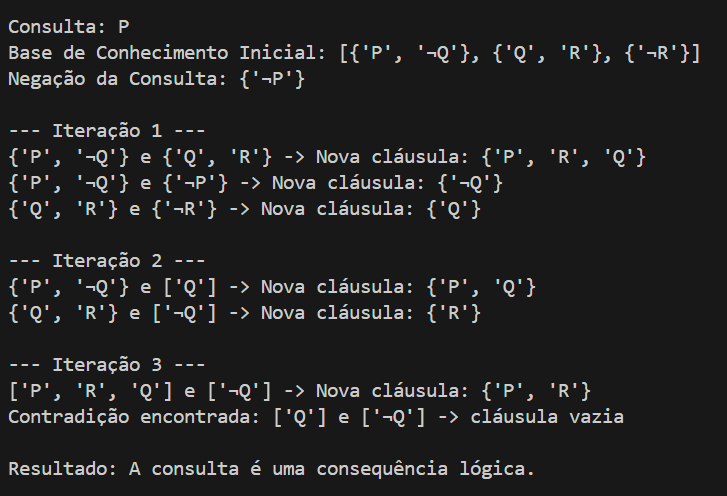 Consulta: P
Base de Conhecimento Inicial: [{'P', '¬Q'}, {'Q', 'R'}, {'¬R'}]
Negação da Consulta: {'¬P'}

--- Iteração 1 ---
{'P', '¬Q'} e {'Q', 'R'} -> Nova cláusula: {'P', 'R', 'Q'}
{'P', '¬Q'} e {'¬P'} -> Nova cláusula: {'¬Q'}
{'Q', 'R'} e {'¬R'} -> Nova cláusula: {'Q'}

--- Iteração 2 ---
{'P', '¬Q'} e ['Q'] -> Nova cláusula: {'P', 'Q'}
{'Q', 'R'} e ['¬Q'] -> Nova cláusula: {'R'}

--- Iteração 3 ---
['P', 'R', 'Q'] e ['¬Q'] -> Nova cláusula: {'P', 'R'}
Contradição encontrada: ['Q'] e ['¬Q'] -> cláusula vazia

Resultado: A consulta é uma consequência lógica.